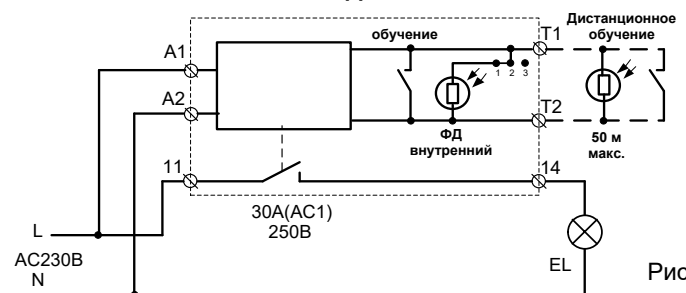 Дистанционное
обучение
обучение
T1
A1
1 2 3
A2
T2
ФД
внутренний
50 м
макс.
11
14
30А(АС1)
250В
L
АС230В
N
EL
Рис